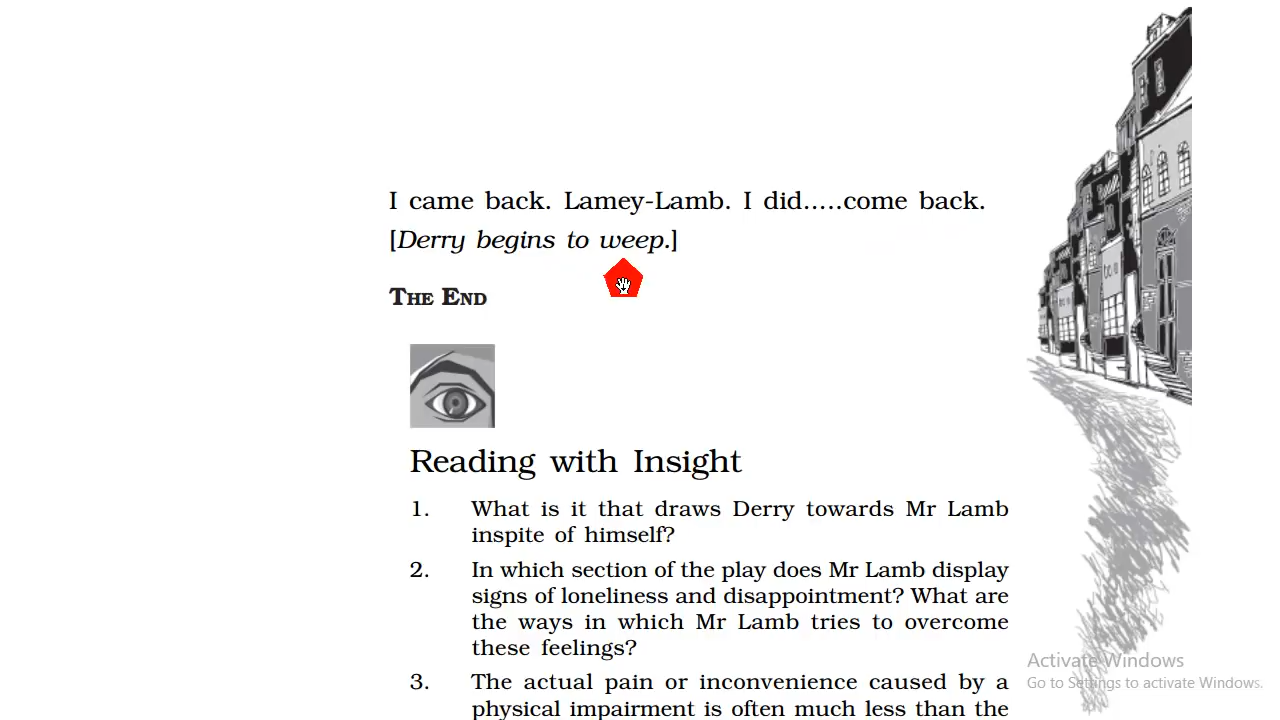 I came back. Lamey-Lamb. I did.....come back.
[Derry begins to weep.]
THE END
Reading with Insight
1. What is it that draws Derry towards Mr Lamb
inspite of himself?
2. In which section of the play does Mr Lamb display
signs of loneliness and disappointment? What are
the ways in which Mr Lamb tries to overcome
these feelings?
3. The actual pain or inconvenience caused by a
physical impairment is often much less than the
Activate Windows
Go to Settings to activate Windows.